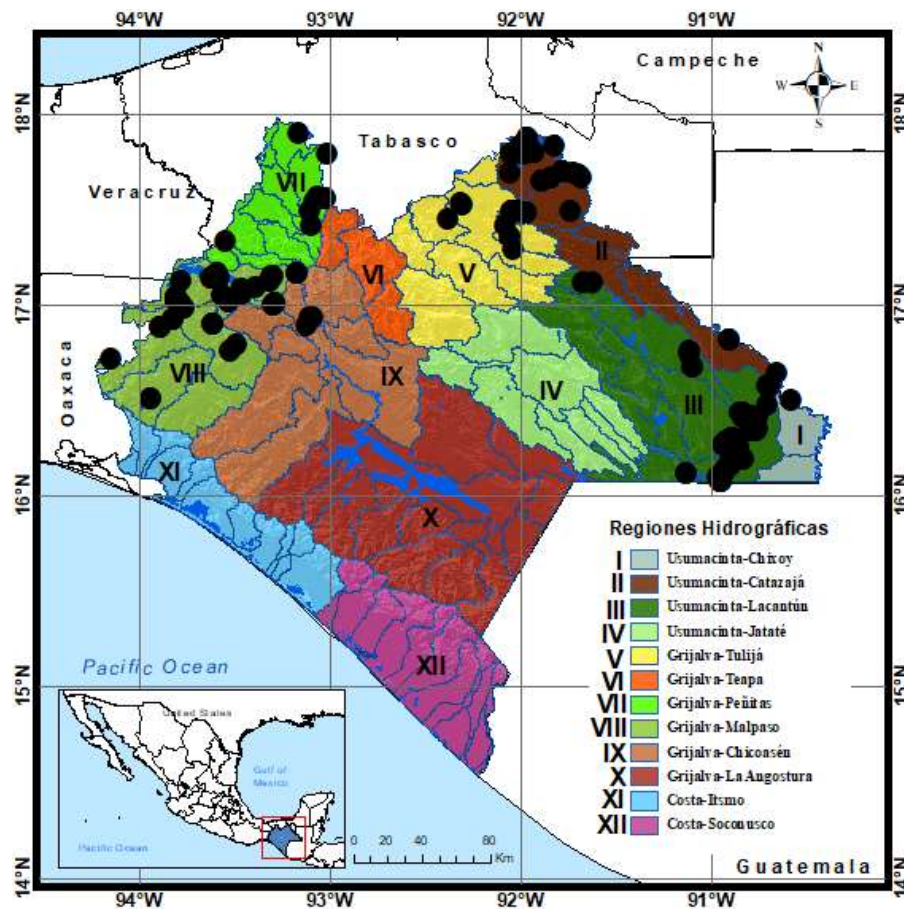 94°W 93°W 92°W 91°W
Campeche
N
W E
S
18°N 18°N
Tabasco
Veracruz
VII
II
VI
V
17°N 17°N
Oaxaca
VIII
IX
IV
III
I
XI
16°N 16°N
X
Regiones Hidrográficas
I Usumacinta-Chixoy
II Usumacinta-Catazajá
III Usumacinta-Lacantún
IV Usumacinta-Jataté
V Grijalva-Tulijá
VI Grijalva-Teapa
VII Grijalva-Peñitas
VIII Grijalva-Malpaso
IX Grijalva-Chicoasén
X Grijalva-La Angostura
XI Costa-Itsmo
XII Costa-Soconusco
XII
Pacific Ocean
15°N 15°N
United States
Gulf of
Mexico
Pacific Ocean
0 20 40 60 80
Km
Guatemala
14°N 14°N
94°W 93°W 92°W 91°W